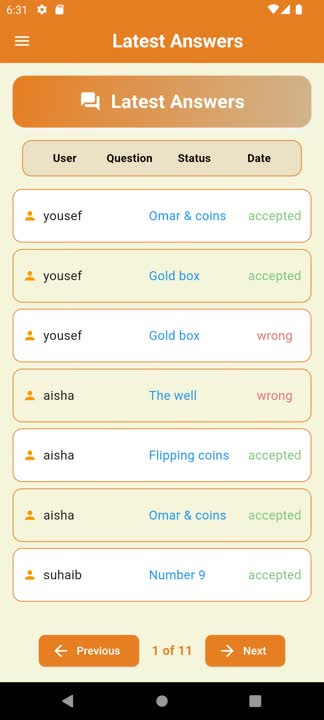 6:31
Latest Answers
Latest Answers
User Question Status Date
yousef Omar & coins accepted
yousef Gold box accepted
yousef Gold box wrong
aisha The well wrong
aisha Flipping coins accepted
aisha Omar & coins accepted
suhaib Number 9 accepted
Previous 1 of 11 Next